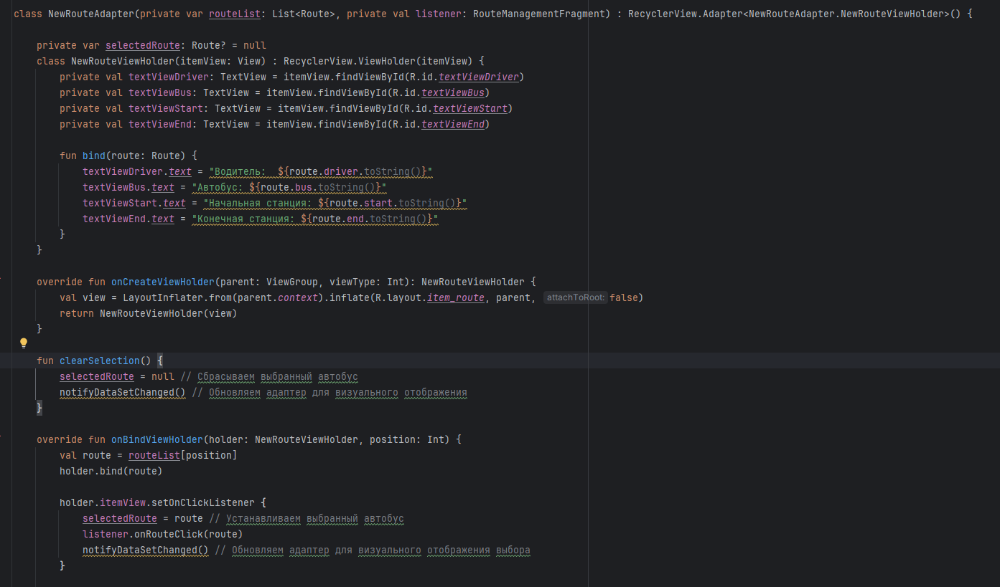 class NewRouteAdapter(private var routeList: List<Route>, private val listener: RouteManagementFragment) : RecyclerView.Adapter<NewRouteAdapter.NewRouteViewHolder>() {
private var selectedRoute: Route? = null
class NewRouteViewHolder(itemView: View) : RecyclerView.ViewHolder(itemView) {
private val textViewDriver: TextView = itemView.findViewById(R.id.textViewDriver)
private val textViewBus: TextView = itemView.findViewById(R.id.textViewBus)
private val textViewStart: TextView = itemView.findViewById(R.id.textViewStart)
private val textViewEnd: TextView = itemView.findViewById(R.id.textViewEnd)
fun bind(route: Route) {
textViewDriver.text = "Водитель:  ${route.driver.toString()}"
textViewBus.text = "Автобус: ${route.bus.toString()}"
textViewStart.text = "Начальная станция: ${route.start.toString()}"
textViewEnd.text = "Конечная станция: ${route.end.toString()}"
}
}
override fun onCreateViewHolder(parent: ViewGroup, viewType: Int): NewRouteViewHolder {
val view = LayoutInflater.from(parent.context).inflate(R.layout.item_route, parent, attachToRoot: false)
return NewRouteViewHolder(view)
}
fun clearSelection() {
selectedRoute = null // Сбрасываем выбранный автобус
notifyDataSetChanged() // Обновляем адаптер для визуального отображения
}
override fun onBindViewHolder(holder: NewRouteViewHolder, position: Int) {
val route = routeList[position]
holder.bind(route)
holder.itemView.setOnClickListener {
selectedRoute = route // Устанавливаем выбранный автобус
listener.onRouteClick(route)
notifyDataSetChanged() // Обновляем адаптер для визуального отображения выбора
}